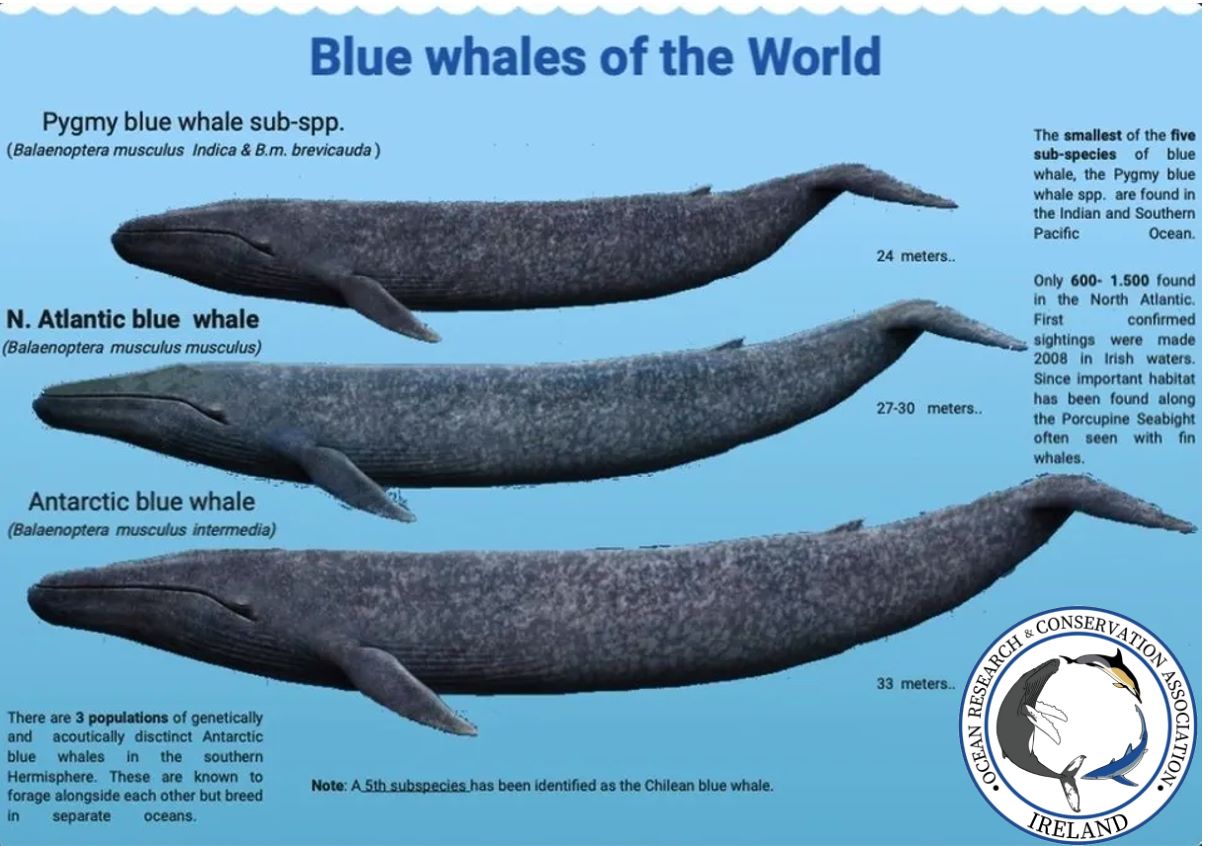 Blue whales of the World
Pygmy blue whale sub-spp.
(Balaenoptera musculus Indica & B.m. brevicauda )
24 meters..
The smallest of the five
sub-species of blue
whale, the Pygmy blue
whale spp. are found in
the Indian and Southern
Pacific Ocean.
N. Atlantic blue whale
(Balaenoptera musculus musculus)
27-30 meters..
Only 600- 1.500 found
in the North Atlantic.
First confirmed
sightings were made
2008 in Irish waters.
Since important habitat
has been found along
the Porcupine Seabight
often seen with fin
whales.
Antarctic blue whale
(Balaenoptera musculus intermedia)
33 meters..
There are 3 populations of genetically
and acoutically disctinct Antarctic
blue whales in the southern
Hermisphere. These are known to
forage alongside each other but breed
in separate oceans.
Note: A 5th subspecies has been identified as the Chilean blue whale.
• OCEAN RESEARCH & CONSERVATION ASSOCIATION •
IRELAND